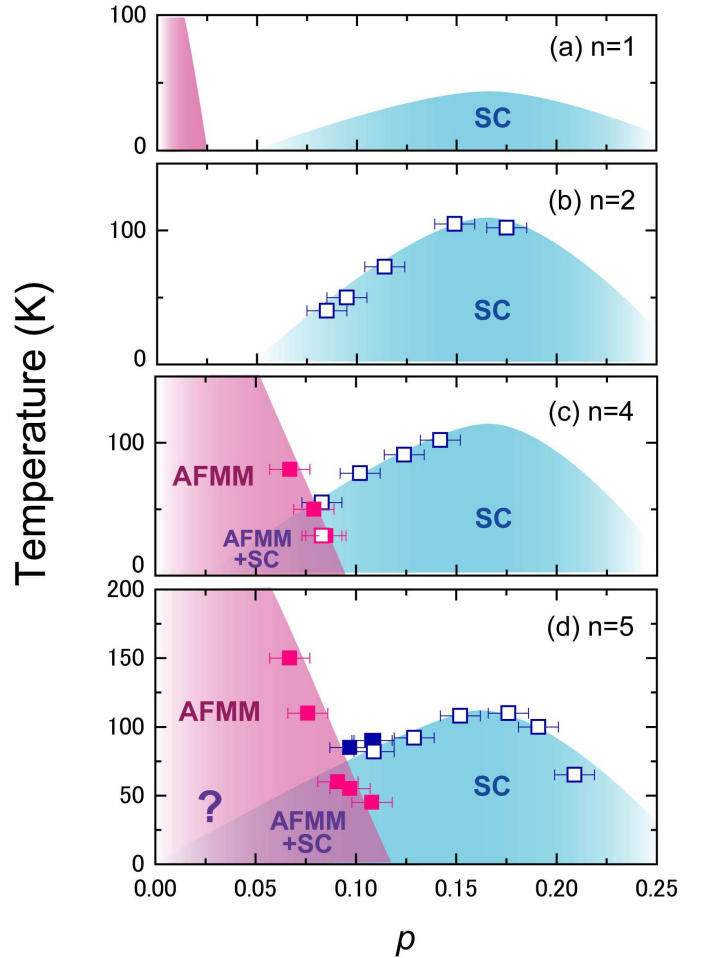 Temperature (K)
100
0
(a) n=1
SC
100
0
(b) n=2
SC
100
0
(c) n=4
AFMM
AFMM
+SC
SC
200
150
100
50
0
(d) n=5
AFMM
?
AFMM
+SC
SC
0.00 0.05 0.10 0.15 0.20 0.25
p